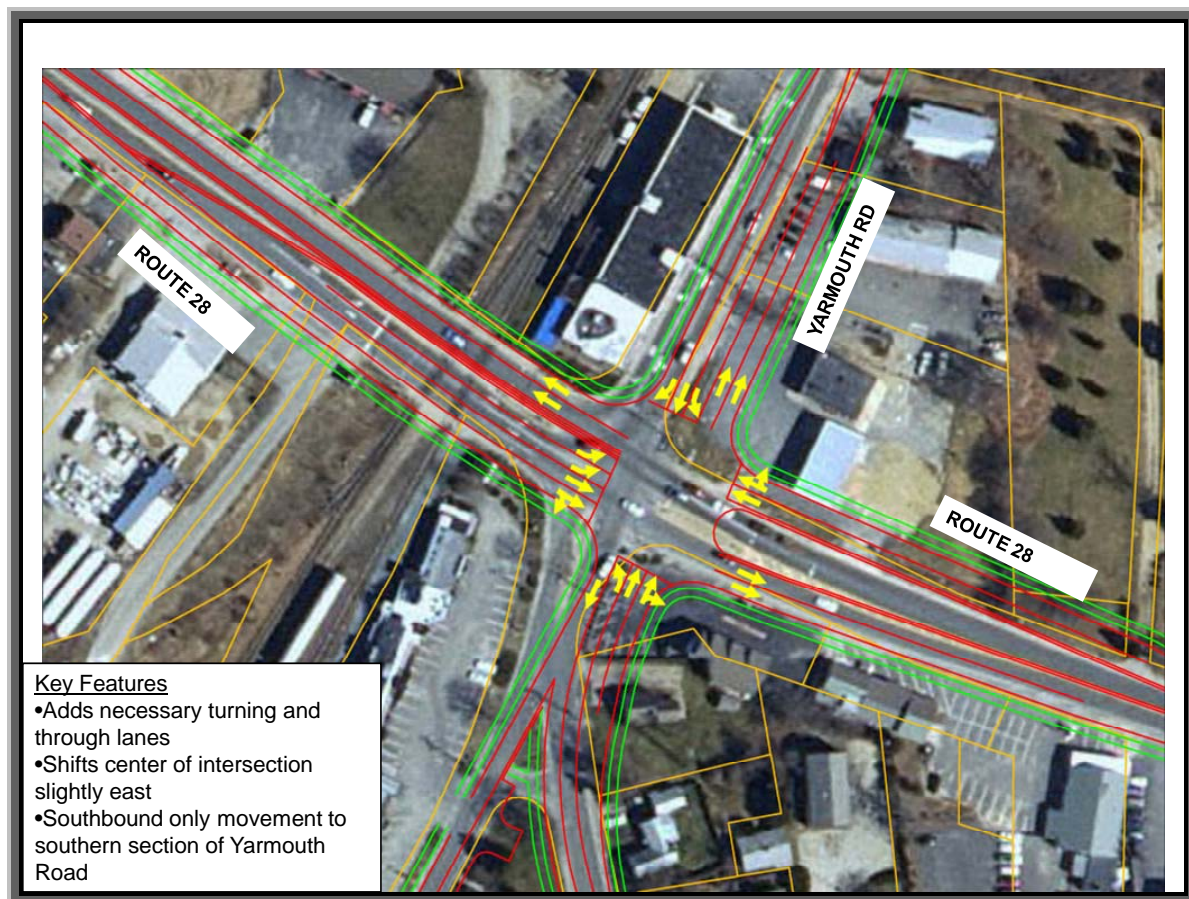 YARMOUTH RD
ROUTE 28
ROUTE 28
Key Features
•Adds necessary turning and
through lanes
•Shifts center of intersection
slightly east
•Southbound only movement to
southern section of Yarmouth
Road